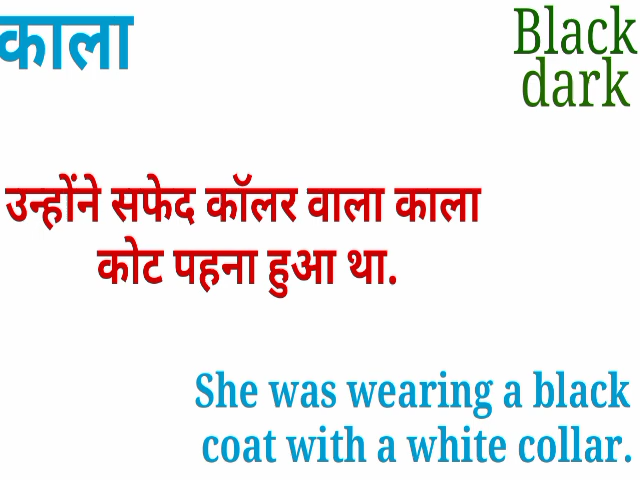 काला
Black
dark
उन्होंने सफेद कॉलर वाला काला
कोट पहना हुआ था.
She was wearing a black
coat with a white collar.